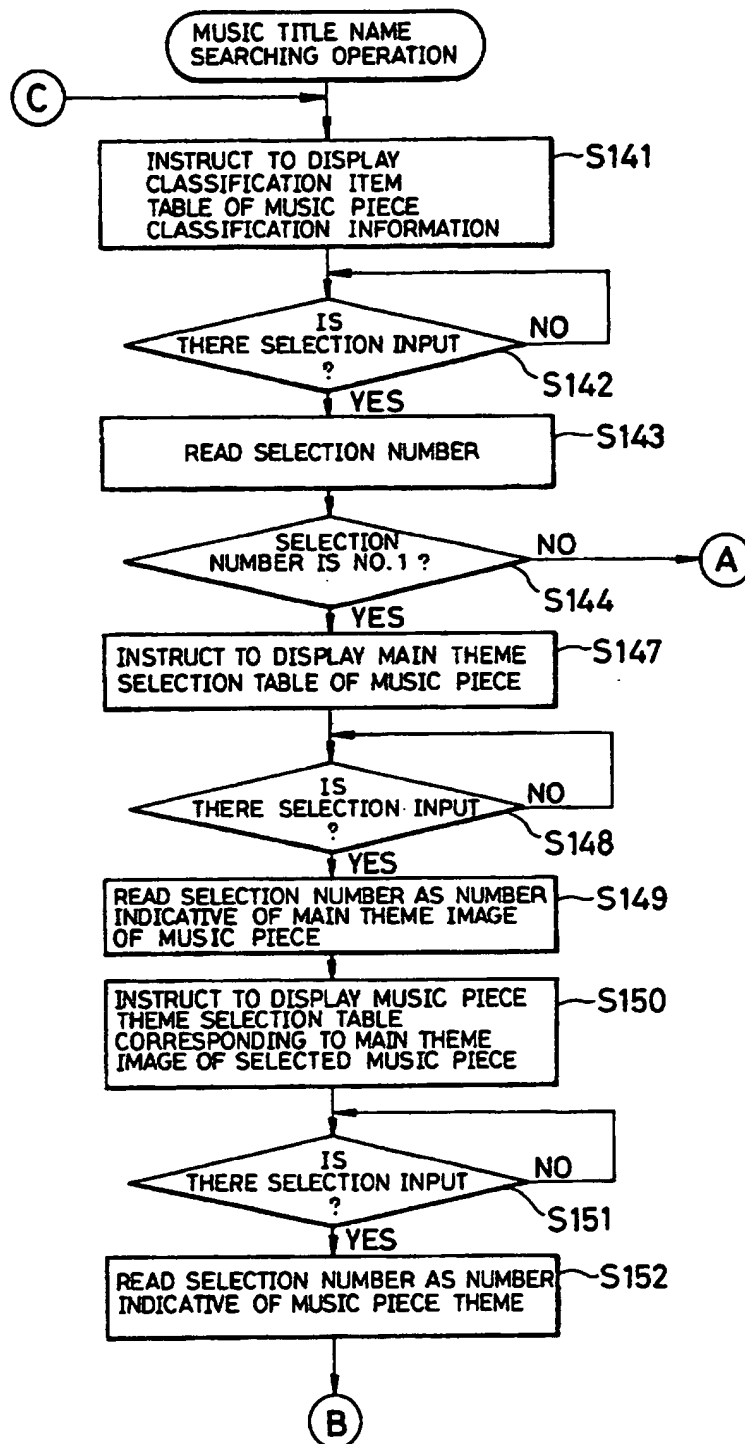 MUSIC TITLE NAME
SEARCHING OPERATION
C
INSTRUCT TO DISPLAY
CLASSIFICATION ITEM
TABLE OF MUSIC PIECE
CLASSIFICATION INFORMATION
S141
IS
THERE SELECTION INPUT
?
NO
S142
YES
READ SELECTION NUMBER
S143
SELECTION
NUMBER IS NO.1 ?
NO
A
S144
YES
INSTRUCT TO DISPLAY MAIN THEME
SELECTION TABLE OF MUSIC PIECE
S147
IS
THERE SELECTION INPUT
?
NO
S148
YES
READ SELECTION NUMBER AS NUMBER
INDICATIVE OF MAIN THEME IMAGE
OF MUSIC PIECE
S149
INSTRUCT TO DISPLAY MUSIC PIECE
THEME SELECTION TABLE
CORRESPONDING TO MAIN THEME
IMAGE OF SELECTED MUSIC PIECE
S150
IS
THERE SELECTION INPUT
?
NO
S151
YES
READ SELECTION NUMBER AS NUMBER
INDICATIVE OF MUSIC PIECE THEME
S152
B